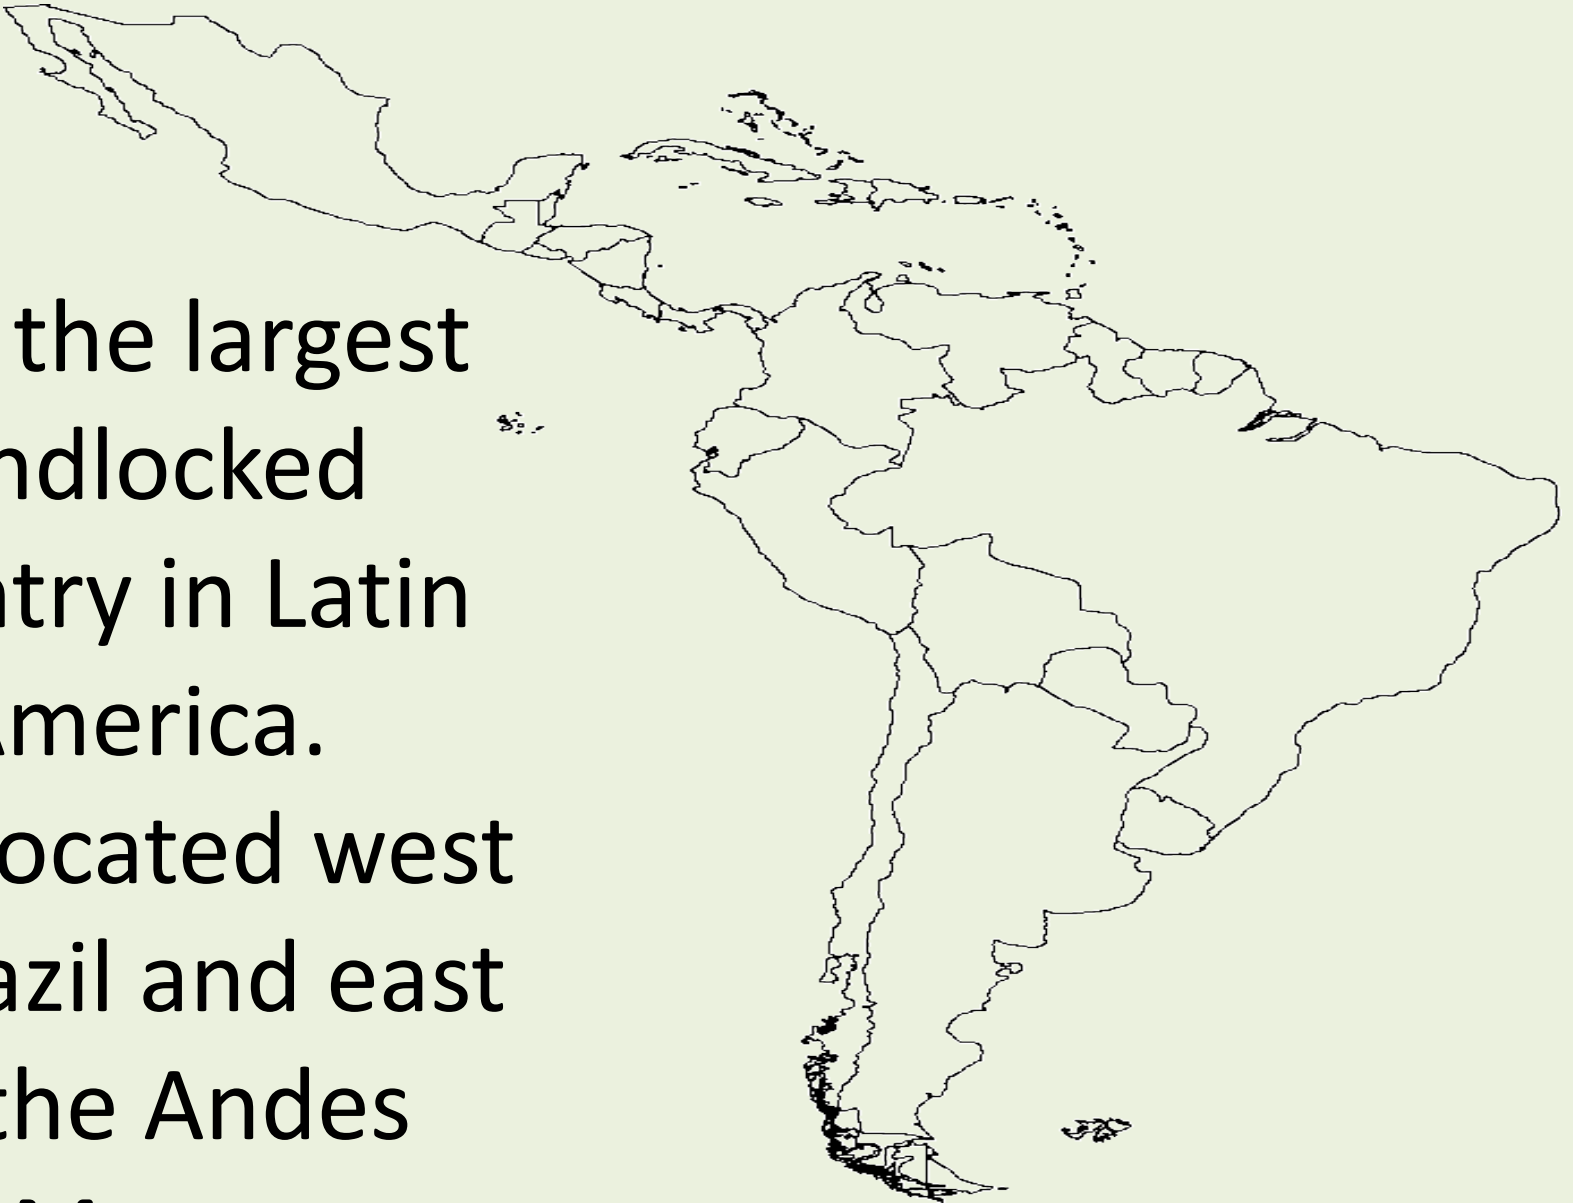 the largest
ndlocked
ntry in Latin
America.
ocated west
azil and east
the Andes